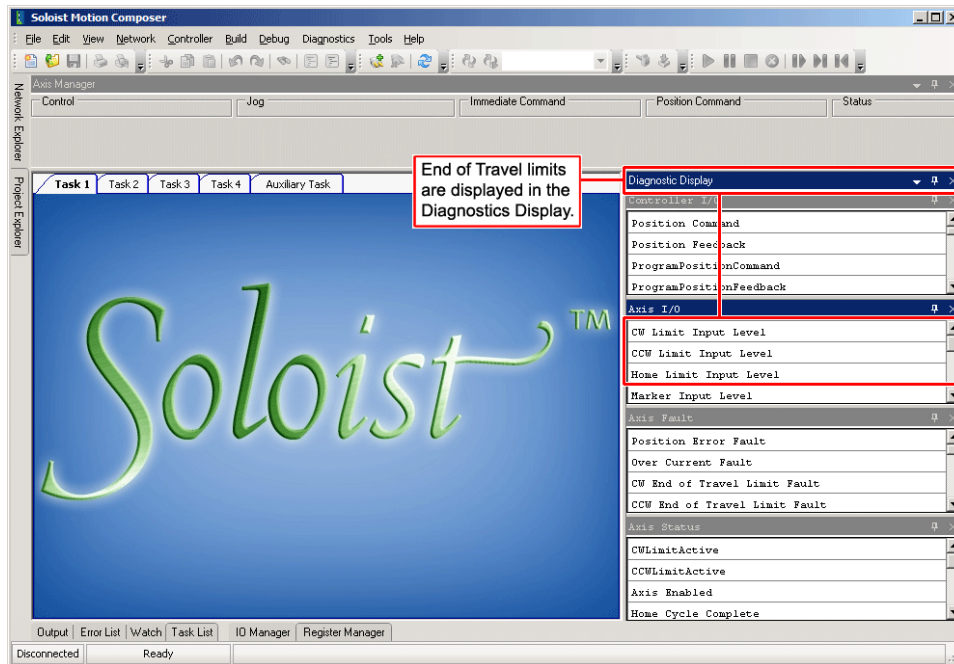 Soloist Motion Composer
File Edit View Network Controller Build Debug Diagnostics Tools Help
Axis Manager
Control Jog Immediate Command Position Command Status
Network Explorer
Project Explorer
Task 1 Task 2 Task 3 Task 4 Auxiliary Task
End of Travel limits
are displayed in the
Diagnostics Display.
Soloist™
Diagnostic Display
Controller I/O
Position Command
Position Feedback
ProgramPositionCommand
ProgramPositionFeedback
Axis I/O
CW Limit Input Level
CCW Limit Input Level
Home Limit Input Level
Marker Input Level
Axis Fault
Position Error Fault
Over Current Fault
CW End of Travel Limit Fault
CCW End of Travel Limit Fault
Axis Status
CWLimitActive
CCWLimitActive
Axis Enabled
Home Cycle Complete
Output Error List Watch Task List IO Manager Register Manager
Disconnected Ready